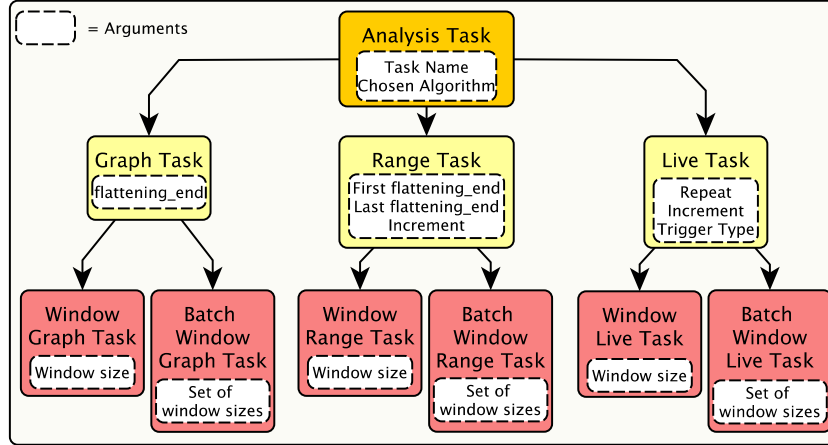 = Arguments
Analysis Task
Task Name
Chosen Algorithm
Graph Task
flattening_end
Range Task
First flattening_end
Last flattening_end
Increment
Live Task
Repeat
Increment
Trigger Type
Window
Graph Task
Window size
Batch
Window
Graph Task
Set of
window sizes
Window
Range Task
Window size
Batch
Window
Range Task
Set of
window sizes
Window
Live Task
Window size
Batch
Window
Live Task
Set of
window sizes